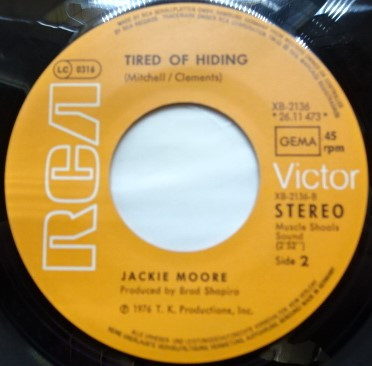 TIRED OF HIDING
(Mitchell / Clements)
LC 0316
RCA
XB-2136
* 26.11 473 *
GEMA 45 rpm
Victor
XB-2136-B
STEREO
Muscle Shoals
Sound
(2'52")
Side 2
JACKIE MOORE
Produced by Brad Shapiro
℗ 1976 T. K. Productions, Inc.